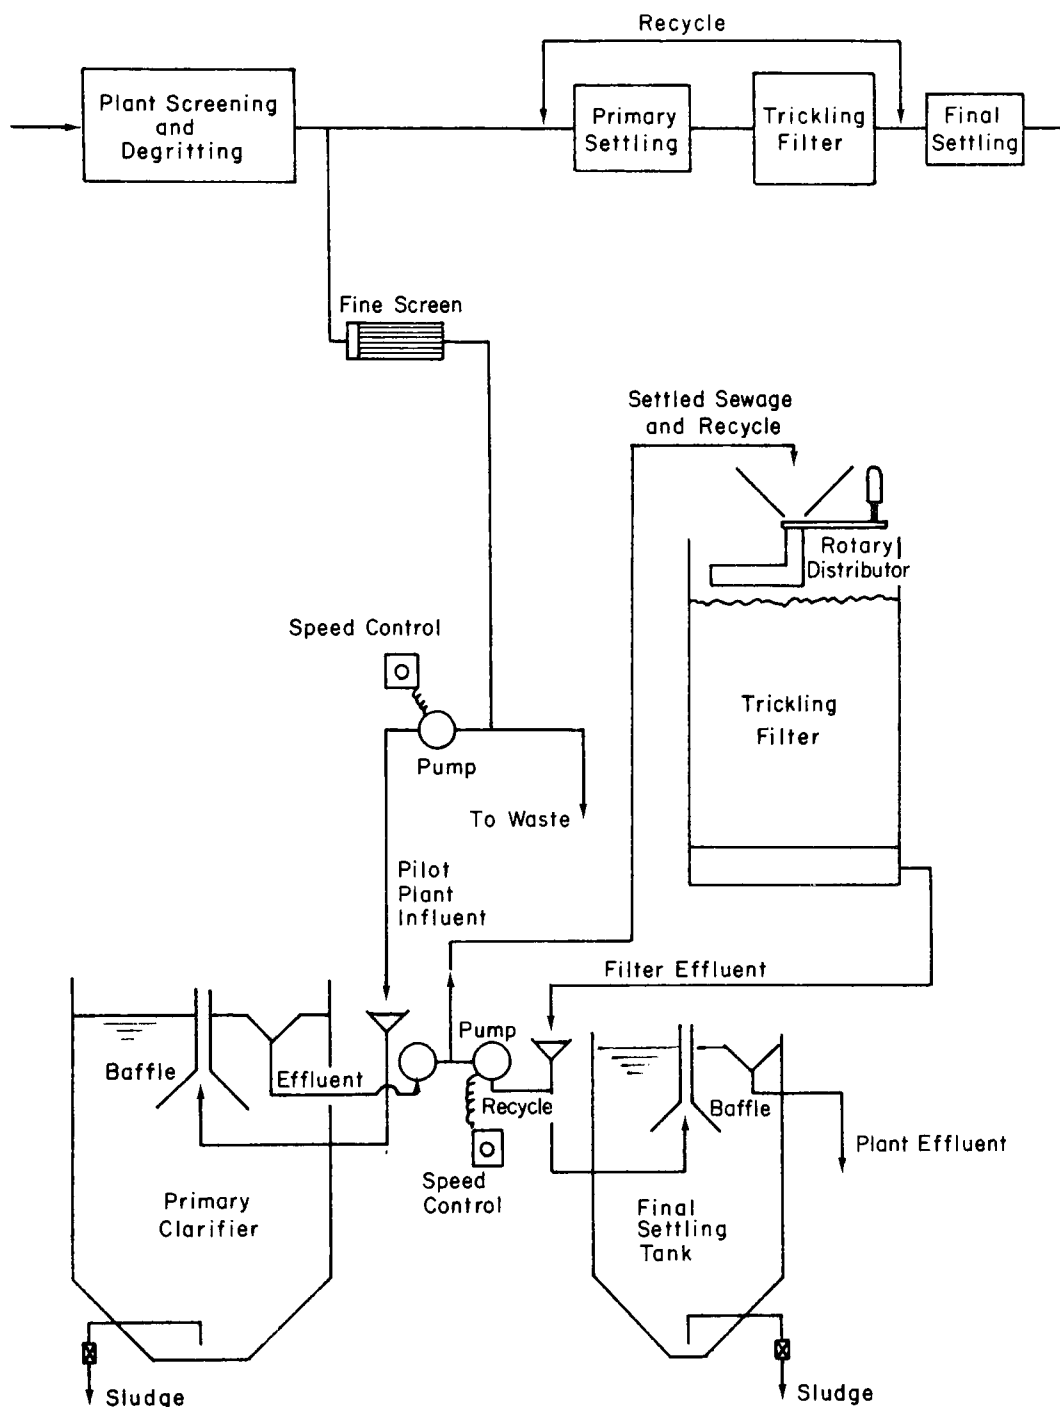 Recycle
Plant Screening
and
Degritting
Primary
Settling
Trickling
Filter
Final
Settling
Fine Screen
Settled Sewage
and Recycle
Rotary
Distributor
Speed Control
Trickling
Filter
Pump
To Waste
Pilot
Plant
Influent
Filter Effluent
Pump
Baffle
Effluent
Recycle
Baffle
Plant Effluent
Speed
Control
Primary
Clarifier
Final
Settling
Tank
Sludge
Sludge